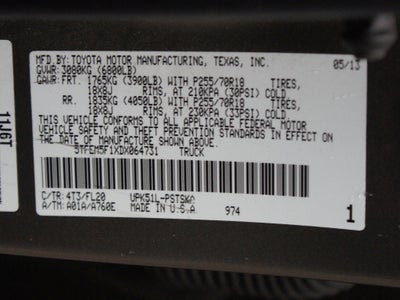 MFD.BY: TOYOTA MOTOR MANUFACTURING, TEXAS, INC. 05/13
GVWR: 3080KG (6800LB)
GAWR: FRT. 1765KG (3900LB) WITH P255/70R18 TIRES,
18X8J RIMS, AT 210KPA (30PSI) COLD
RR. 1835KG (4050LB) WITH P255/70R18 TIRES,
18X8J RIMS, AT 230KPA (33PSI) COLD
THIS VEHICLE CONFORMS TO ALL APPLICABLE FEDERAL MOTOR
VEHICLE SAFETY AND THEFT PREVENTION STANDARDS IN EFFECT ON
THE DATE OF MANUFACTURE SHOWN ABOVE.
5TFEM5F1XDX064731 TRUCK
C/TR: 4T3/FL20 UPK51L-PSTSKA
A/TM: A01A/A760E MADE IN U.S.A 974 1